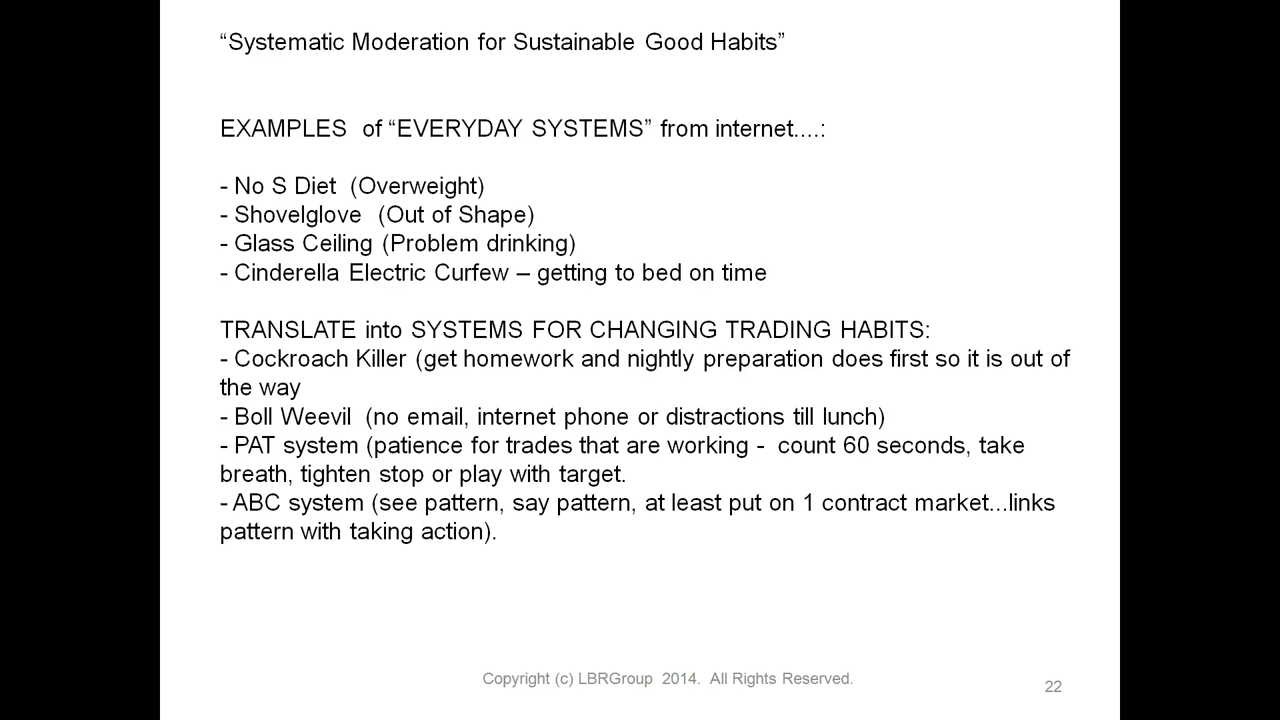 “Systematic Moderation for Sustainable Good Habits”
EXAMPLES of “EVERYDAY SYSTEMS” from internet....:
- No S Diet (Overweight)
- Shovelglove (Out of Shape)
- Glass Ceiling (Problem drinking)
- Cinderella Electric Curfew – getting to bed on time
TRANSLATE into SYSTEMS FOR CHANGING TRADING HABITS:
- Cockroach Killer (get homework and nightly preparation does first so it is out of
the way
- Boll Weevil (no email, internet phone or distractions till lunch)
- PAT system (patience for trades that are working - count 60 seconds, take
breath, tighten stop or play with target.
- ABC system (see pattern, say pattern, at least put on 1 contract market...links
pattern with taking action).
Copyright (c) LBRGroup 2014. All Rights Reserved.
22